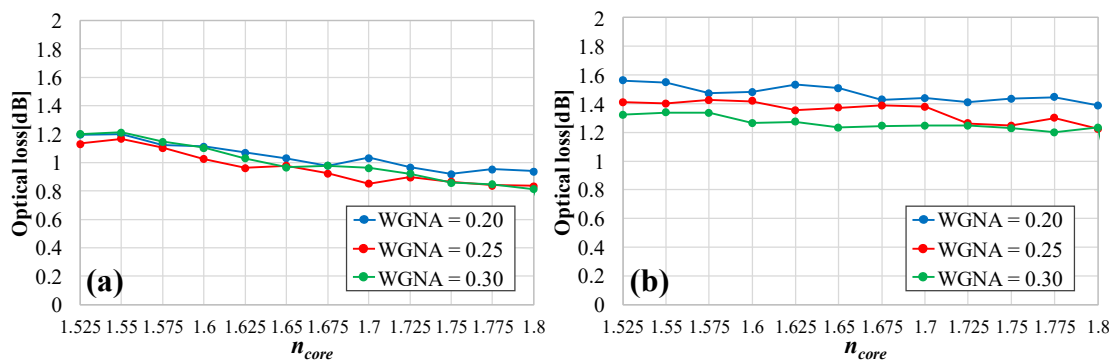 Optical loss[dB]
2
1.8
1.6
1.4
1.2
1
0.8
0.6
0.4
0.2
0
WGNA = 0.20
WGNA = 0.25
WGNA = 0.30
(a)
1.525 1.55 1.575 1.6 1.625 1.65 1.675 1.7 1.725 1.75 1.775 1.8
n_core
Optical loss[dB]
2
1.8
1.6
1.4
1.2
1
0.8
0.6
0.4
0.2
0
WGNA = 0.20
WGNA = 0.25
WGNA = 0.30
(b)
1.525 1.55 1.575 1.6 1.625 1.65 1.675 1.7 1.725 1.75 1.775 1.8
n_core